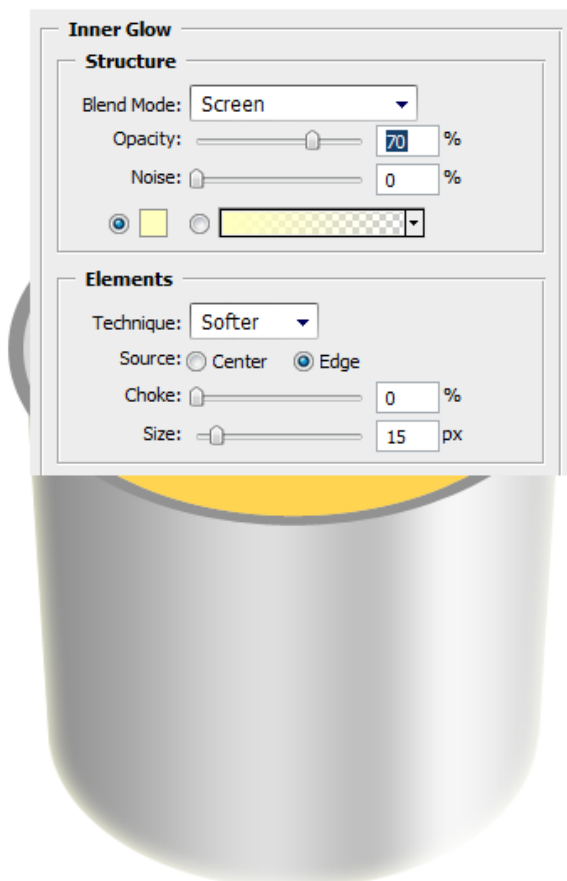 Inner Glow
Structure
Blend Mode: Screen
Opacity: 70 %
Noise: 0 %
Elements
Technique: Softer
Source: Center Edge
Choke: 0 %
Size: 15 px